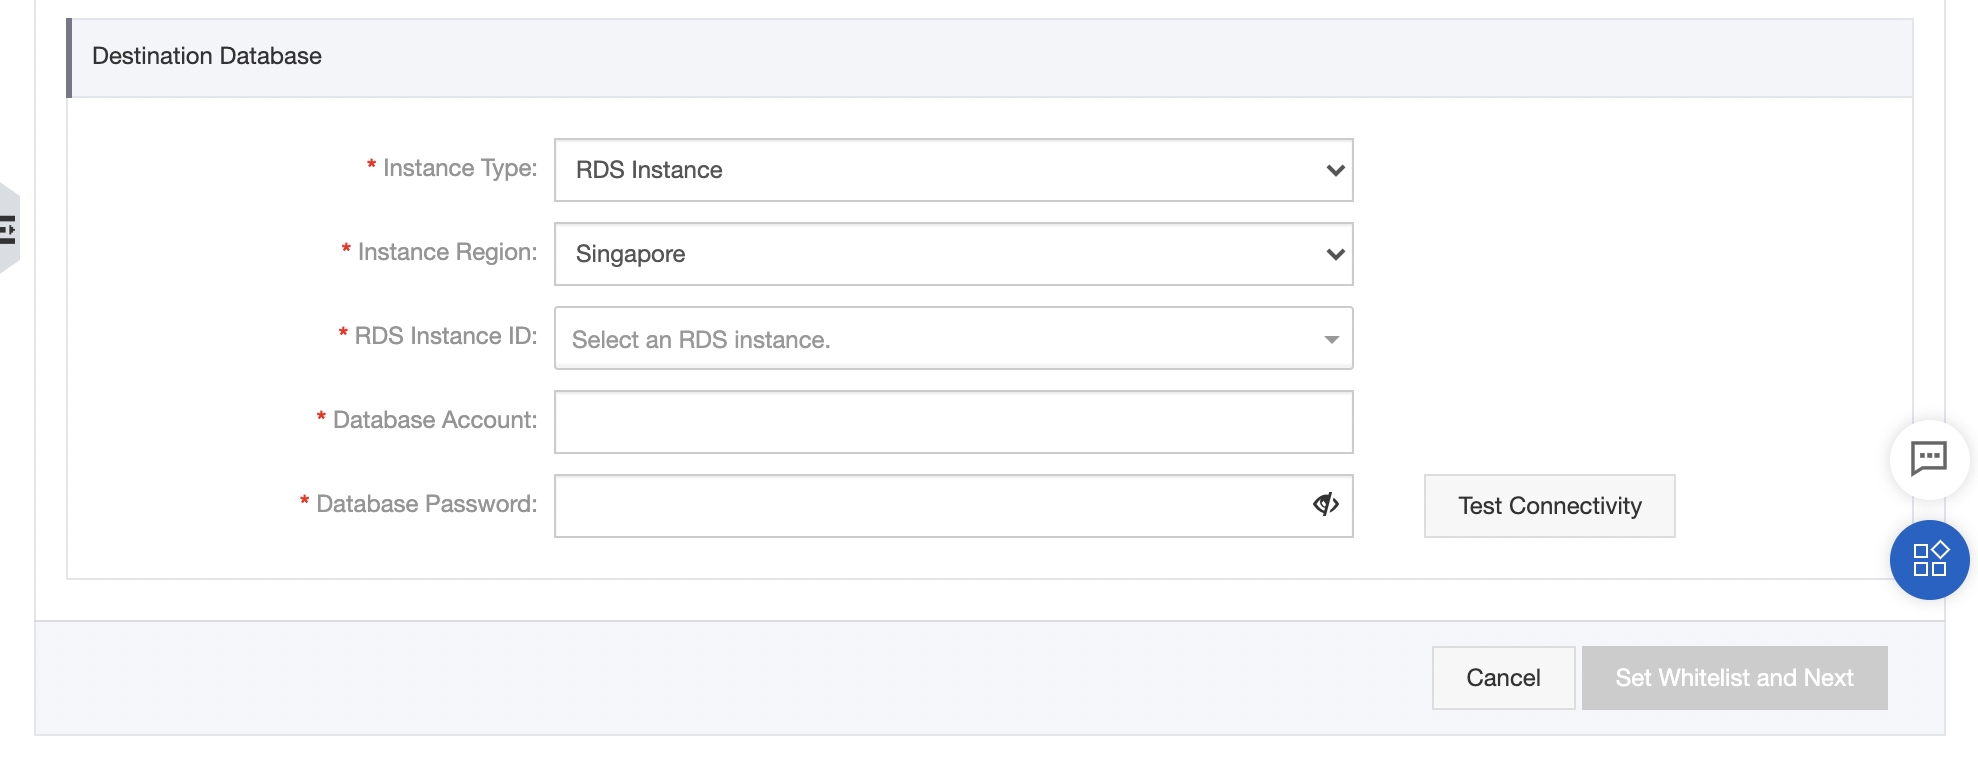 Destination Database
* Instance Type: RDS Instance
* Instance Region: Singapore
* RDS Instance ID: Select an RDS instance.
* Database Account:
* Database Password: Test Connectivity
Cancel Set Whitelist and Next